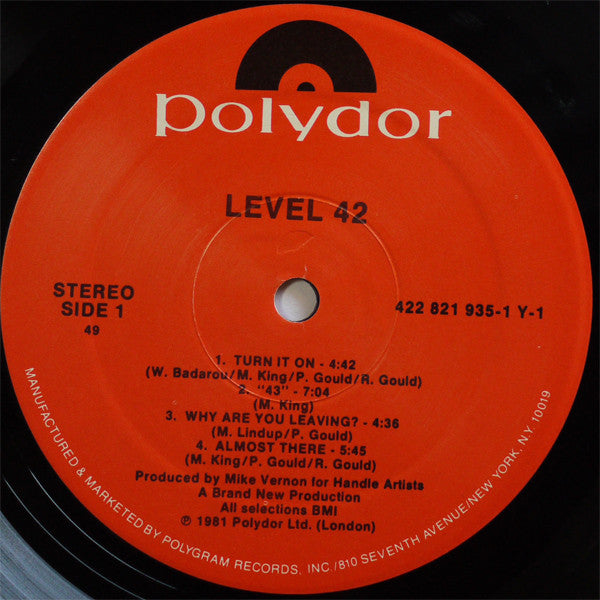 polydor
LEVEL 42
STEREO
SIDE 1
49
422 821 935-1 Y-1
1. TURN IT ON - 4:42
(W. Badarou/M. King/P. Gould/R. Gould)
2. "43" - 7:04
(M. King)
3. WHY ARE YOU LEAVING? - 4:36
(M. Lindup/P. Gould)
4. ALMOST THERE - 5:45
(M. King/P. Gould/R. Gould)
Produced by Mike Vernon for Handle Artists
A Brand New Production
All selections BMI
℗ 1981 Polydor Ltd. (London)
MANUFACTURED & MARKETED BY POLYGRAM RECORDS, INC./810 SEVENTH AVENUE/NEW YORK, N.Y. 10019